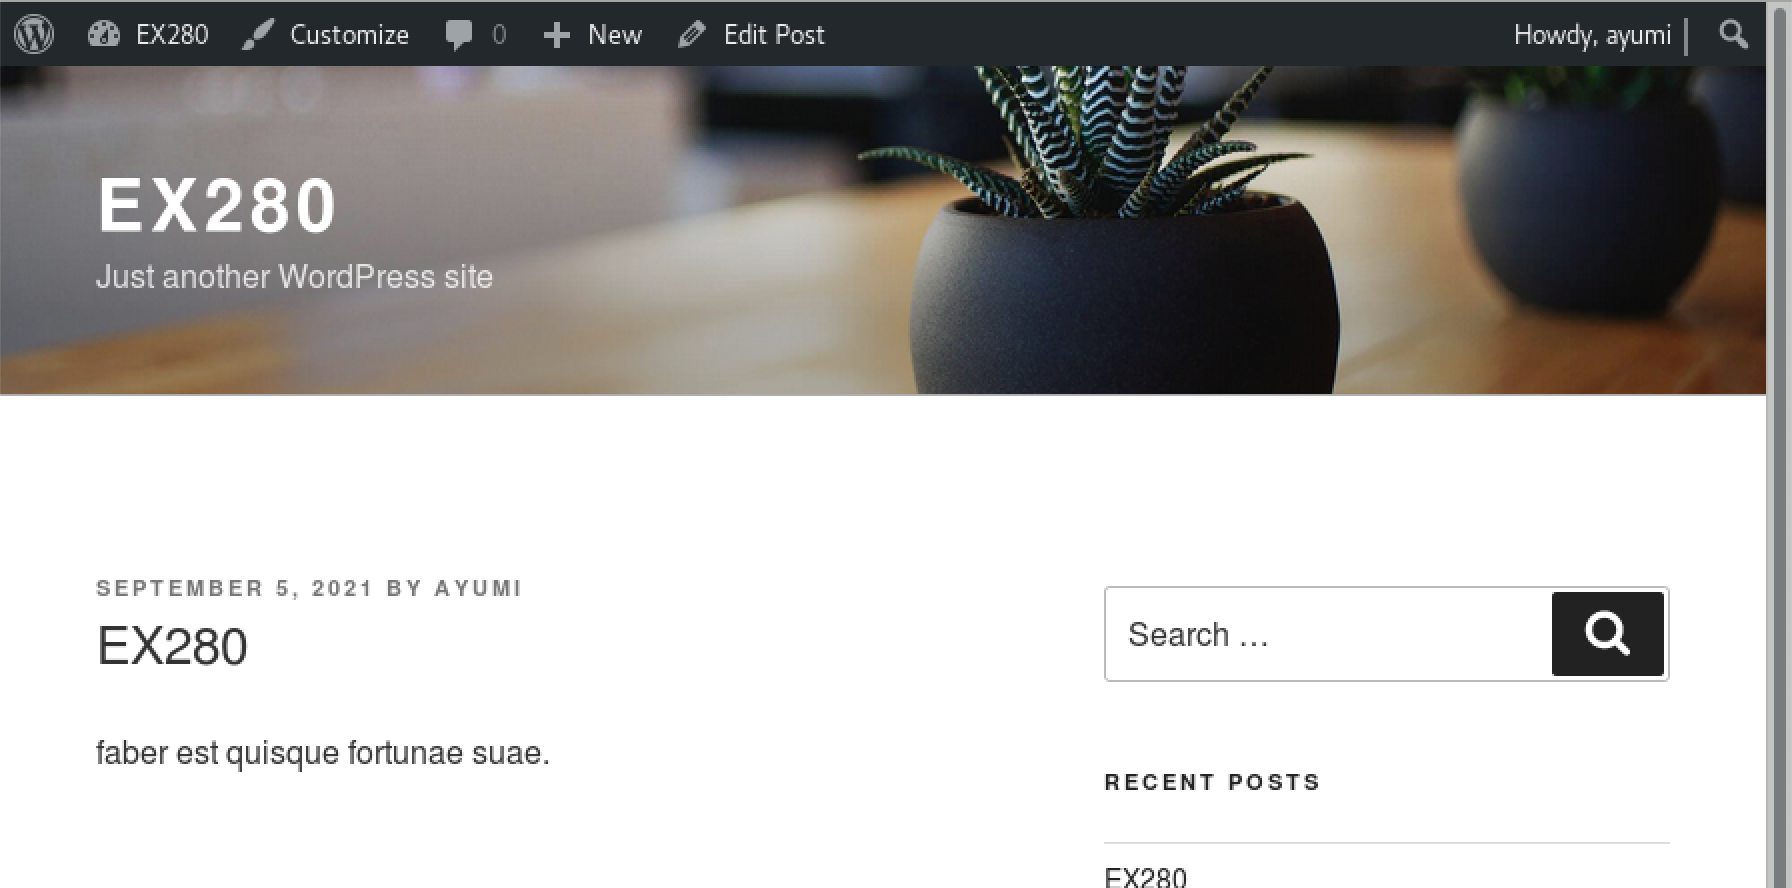 EX280 Customize 0 New Edit Post Howdy, ayumi
EX280
Just another WordPress site
SEPTEMBER 5, 2021 BY AYUMI
EX280
faber est quisque fortunae suae.
Search ...
RECENT POSTS
EX280